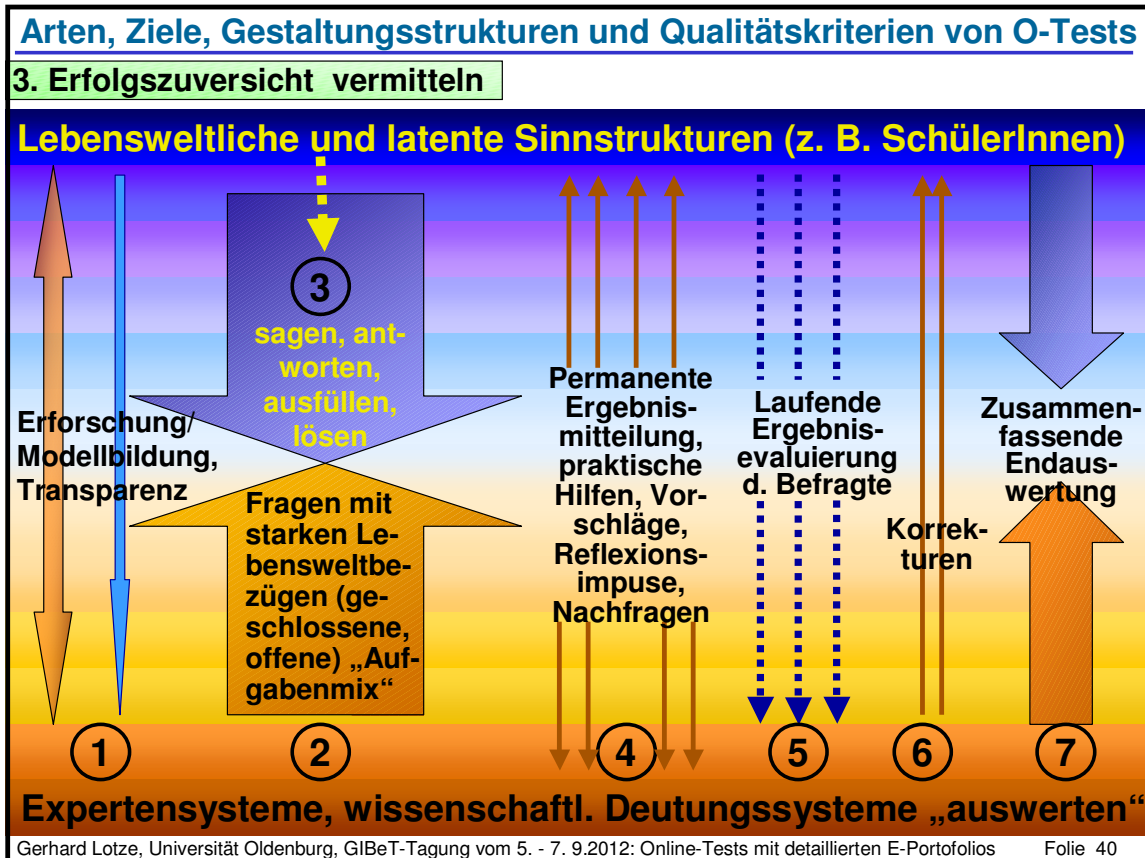 Arten, Ziele, Gestaltungsstrukturen und Qualitätskriterien von O-Tests
3. Erfolgszuversicht vermitteln
Lebensweltliche und latente Sinnstrukturen (z. B. SchülerInnen)
Erforschung/
Modellbildung,
Transparenz
1
3
sagen, ant-
worten,
ausfüllen,
lösen
Fragen mit
starken Le-
bensweltbe-
zügen (ge-
schlossene,
offene) „Auf-
gabenmix“
2
Permanente
Ergebnis-
mitteilung,
praktische
Hilfen, Vor-
schläge,
Reflexions-
impuse,
Nachfragen
4
Laufende
Ergebnis-
evaluierung
d. Befragte
5
Korrek-
turen
6
Zusammen-
fassende
Endaus-
wertung
7
Expertensysteme, wissenschaftl. Deutungssysteme „auswerten“
Gerhard Lotze, Universität Oldenburg, GIBeT-Tagung vom 5. - 7. 9.2012: Online-Tests mit detaillierten E-Portofolios Folie 40